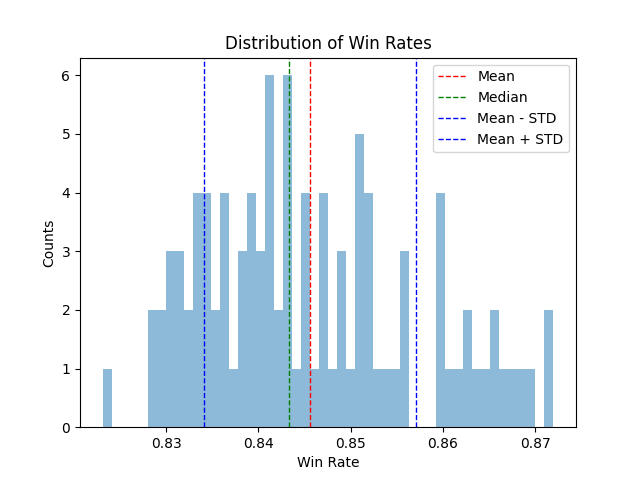 Distribution of Win Rates
Mean
Median
Mean - STD
Mean + STD
6
5
4
3
2
1
0
Counts
0.83 0.84 0.85 0.86 0.87
Win Rate